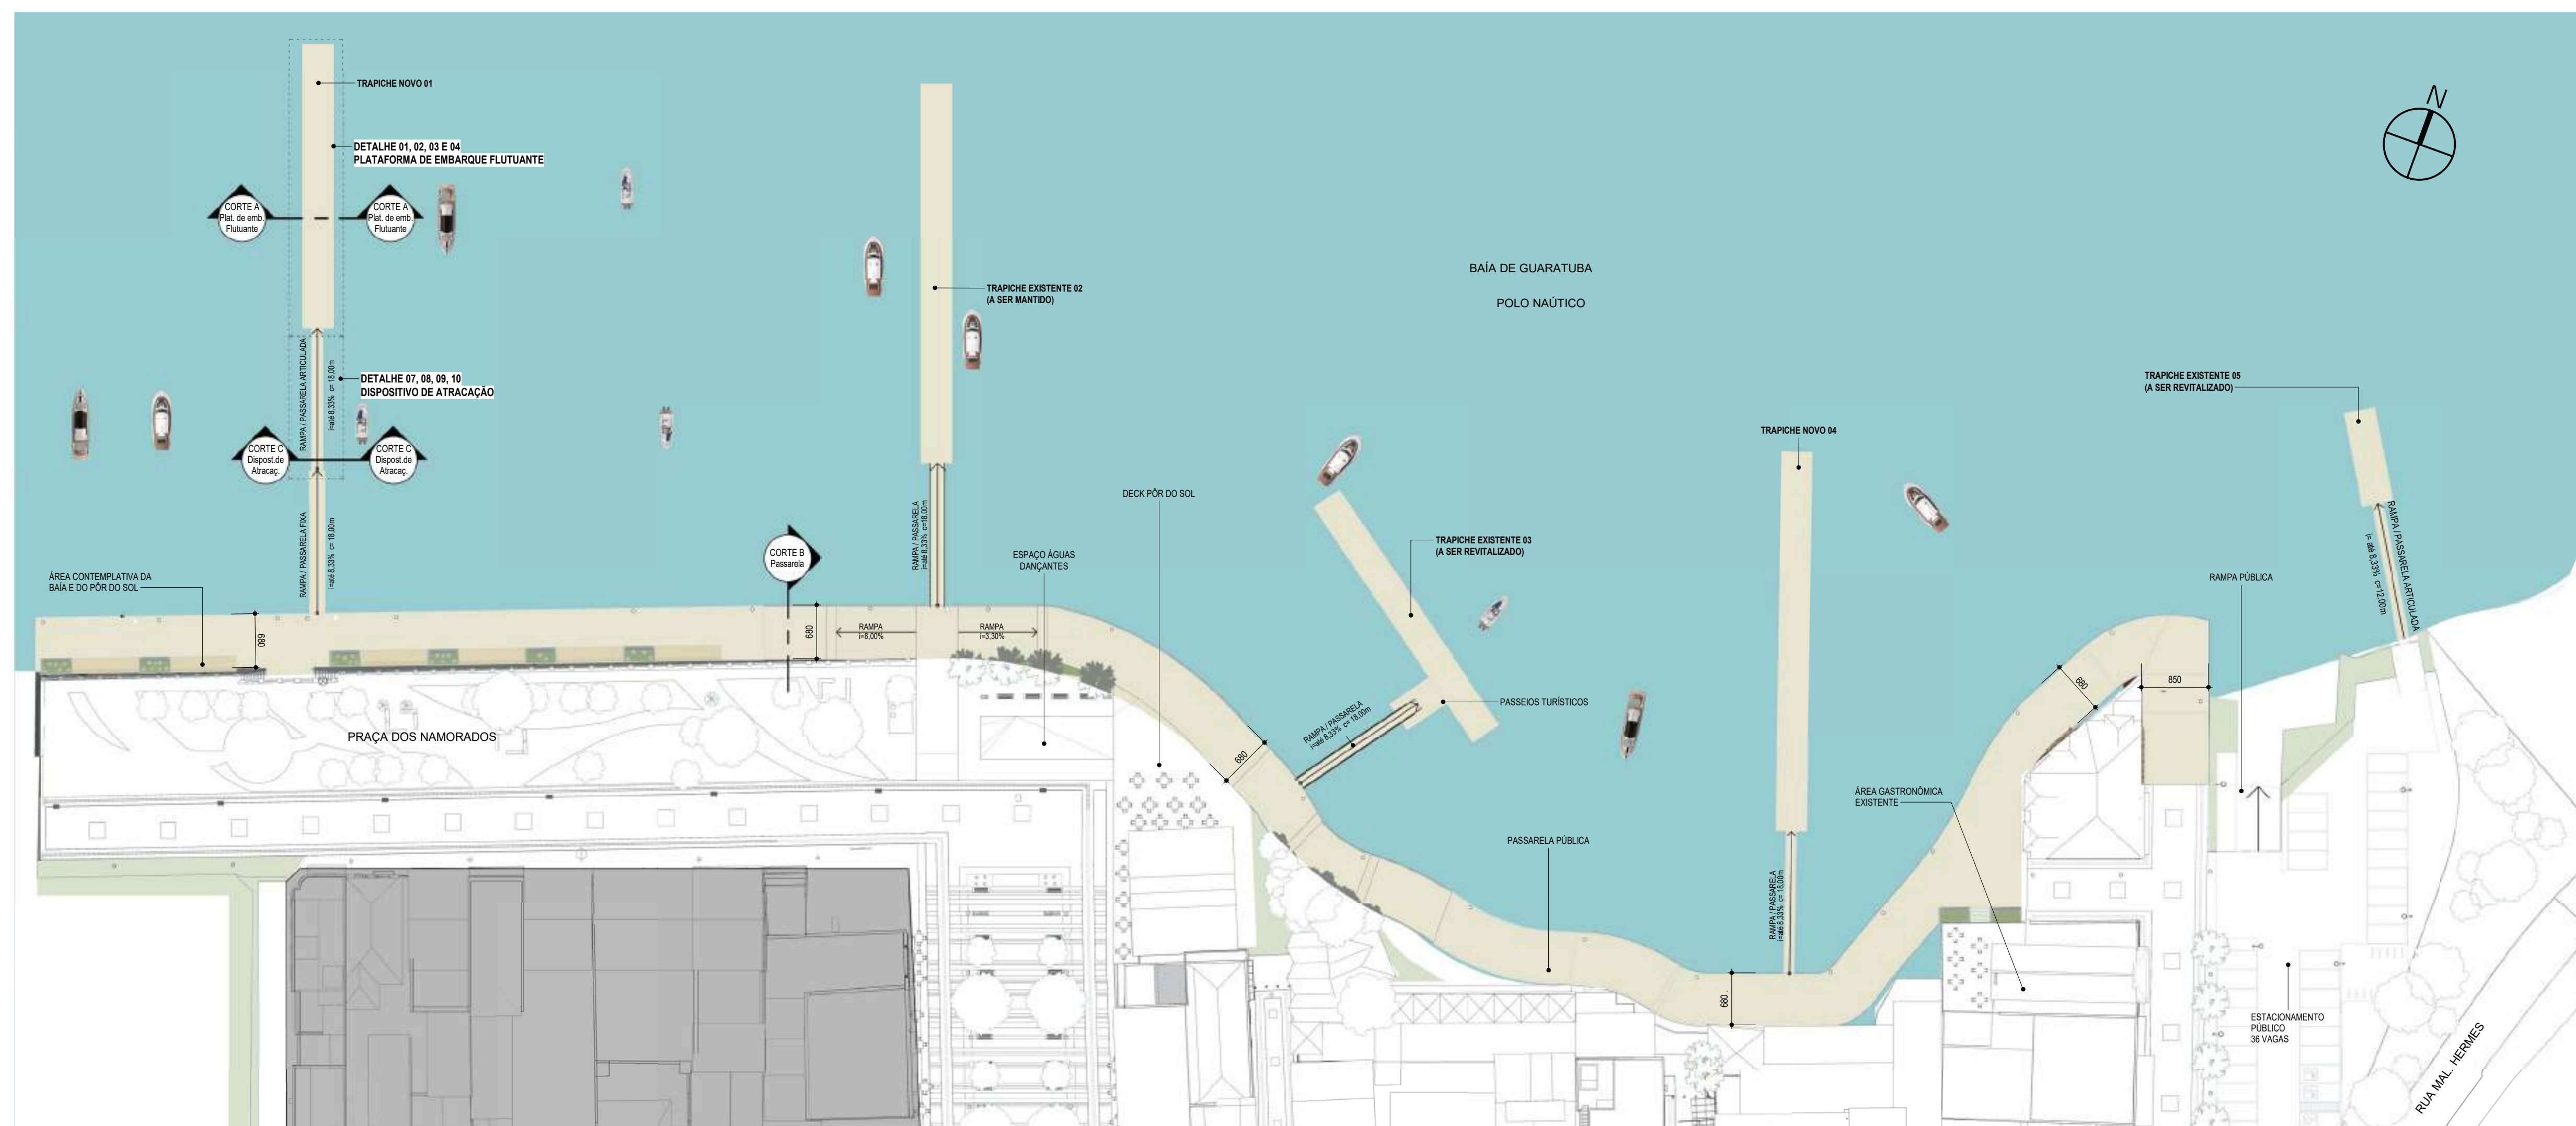 TRAPICHE NOVO 01
DETALHE 01, 02, 03 E 04
PLATAFORMA DE EMBARQUE FLUTUANTE
CORTE A
Plat. de emb.
Flutuante
CORTE A
Plat. de emb.
Flutuante
N
BAÍA DE GUARATUBA
POLO NAÚTICO
TRAPICHE EXISTENTE 02
(A SER MANTIDO)
RAMPA / PASSARELA ARTICULADA
i=até 8,33% c= 18,00m
DETALHE 07, 08, 09, 10
DISPOSITIVO DE ATRACAÇÃO
CORTE C
Dispost.de
Atracaç.
CORTE C
Dispost.de
Atracaç.
RAMPA / PASSARELA FIXA
i=até 8,33% c= 18,00m
TRAPICHE EXISTENTE 05
(A SER REVITALIZADO)
TRAPICHE NOVO 04
DECK PÔR DO SOL
RAMPA / PASSARELA
i=até 8,33% c=18,00m
CORTE B
Passarela
ESPAÇO ÁGUAS
DANÇANTES
TRAPICHE EXISTENTE 03
(A SER REVITALIZADO)
RAMPA / PASSARELA ARTICULADA
i= até 8,33% c=12,00m
RAMPA PÚBLICA
ÁREA CONTEMPLATIVA DA
BAÍA E DO PÔR DO SOL
680
680
RAMPA
i=8,00%
RAMPA
i=3,30%
680
850
PASSEIOS TURÍSTICOS
RAMPA / PASSARELA
i=até 8,33% c= 18,00m
PRAÇA DOS NAMORADOS
680
ÁREA GASTRONÔMICA
EXISTENTE
PASSARELA PÚBLICA
RAMPA / PASSARELA
i=até 8,33% c= 18,00m
680 .
ESTACIONAMENTO
PÚBLICO
36 VAGAS
RUA MAL. HERMES